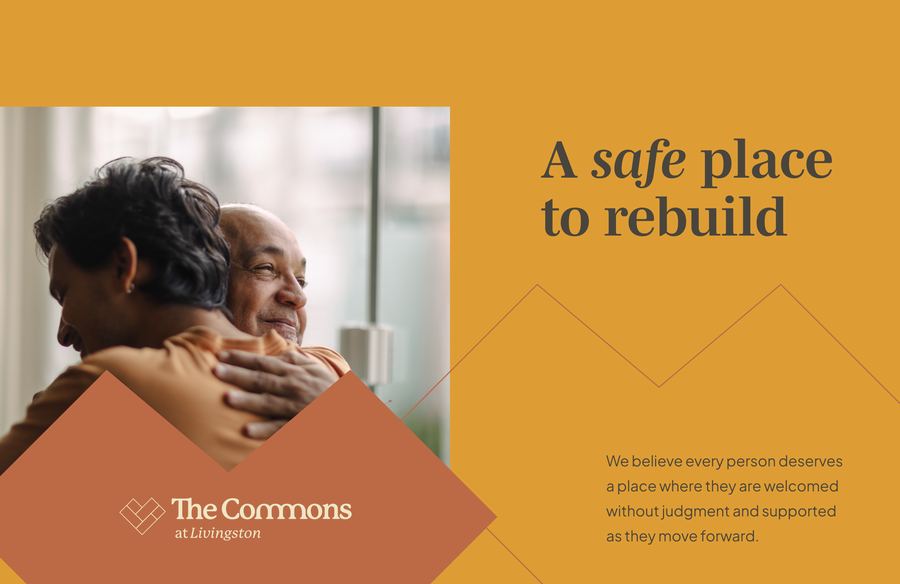 A safe place
to rebuild
We believe every person deserves
a place where they are welcomed
without judgment and supported
as they move forward.
The Commons
at Livingston